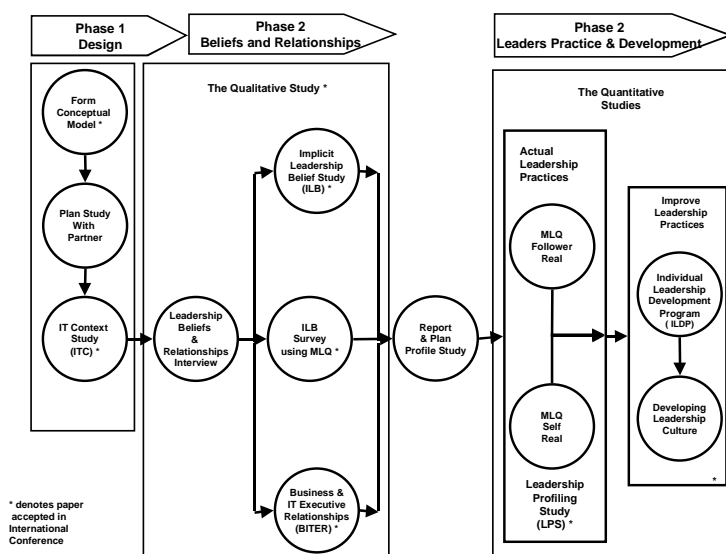 Phase 1
Design
Phase 2
Beliefs and Relationships
Phase 2
Leaders Practice & Development
The Qualitative Study *
The Quantitative
Studies
Form
Conceptual
Model *
Plan Study
With
Partner
IT Context
Study
(ITC) *
Leadership
Beliefs
&
Relationships
Interview
Implicit
Leadership
Belief Study
(ILB) *
ILB
Survey
using MLQ *
Business &
IT Executive
Relationships
(BITER) *
Report
& Plan
Profile Study
Actual
Leadership
Practices
MLQ
Follower
Real
MLQ
Self
Real
Leadership
Profiling
Study
(LPS) *
Improve
Leadership
Practices
Individual
Leadership
Development
Program
( ILDP)
Developing
Leadership
Culture
*
* denotes paper
accepted in
International
Conference